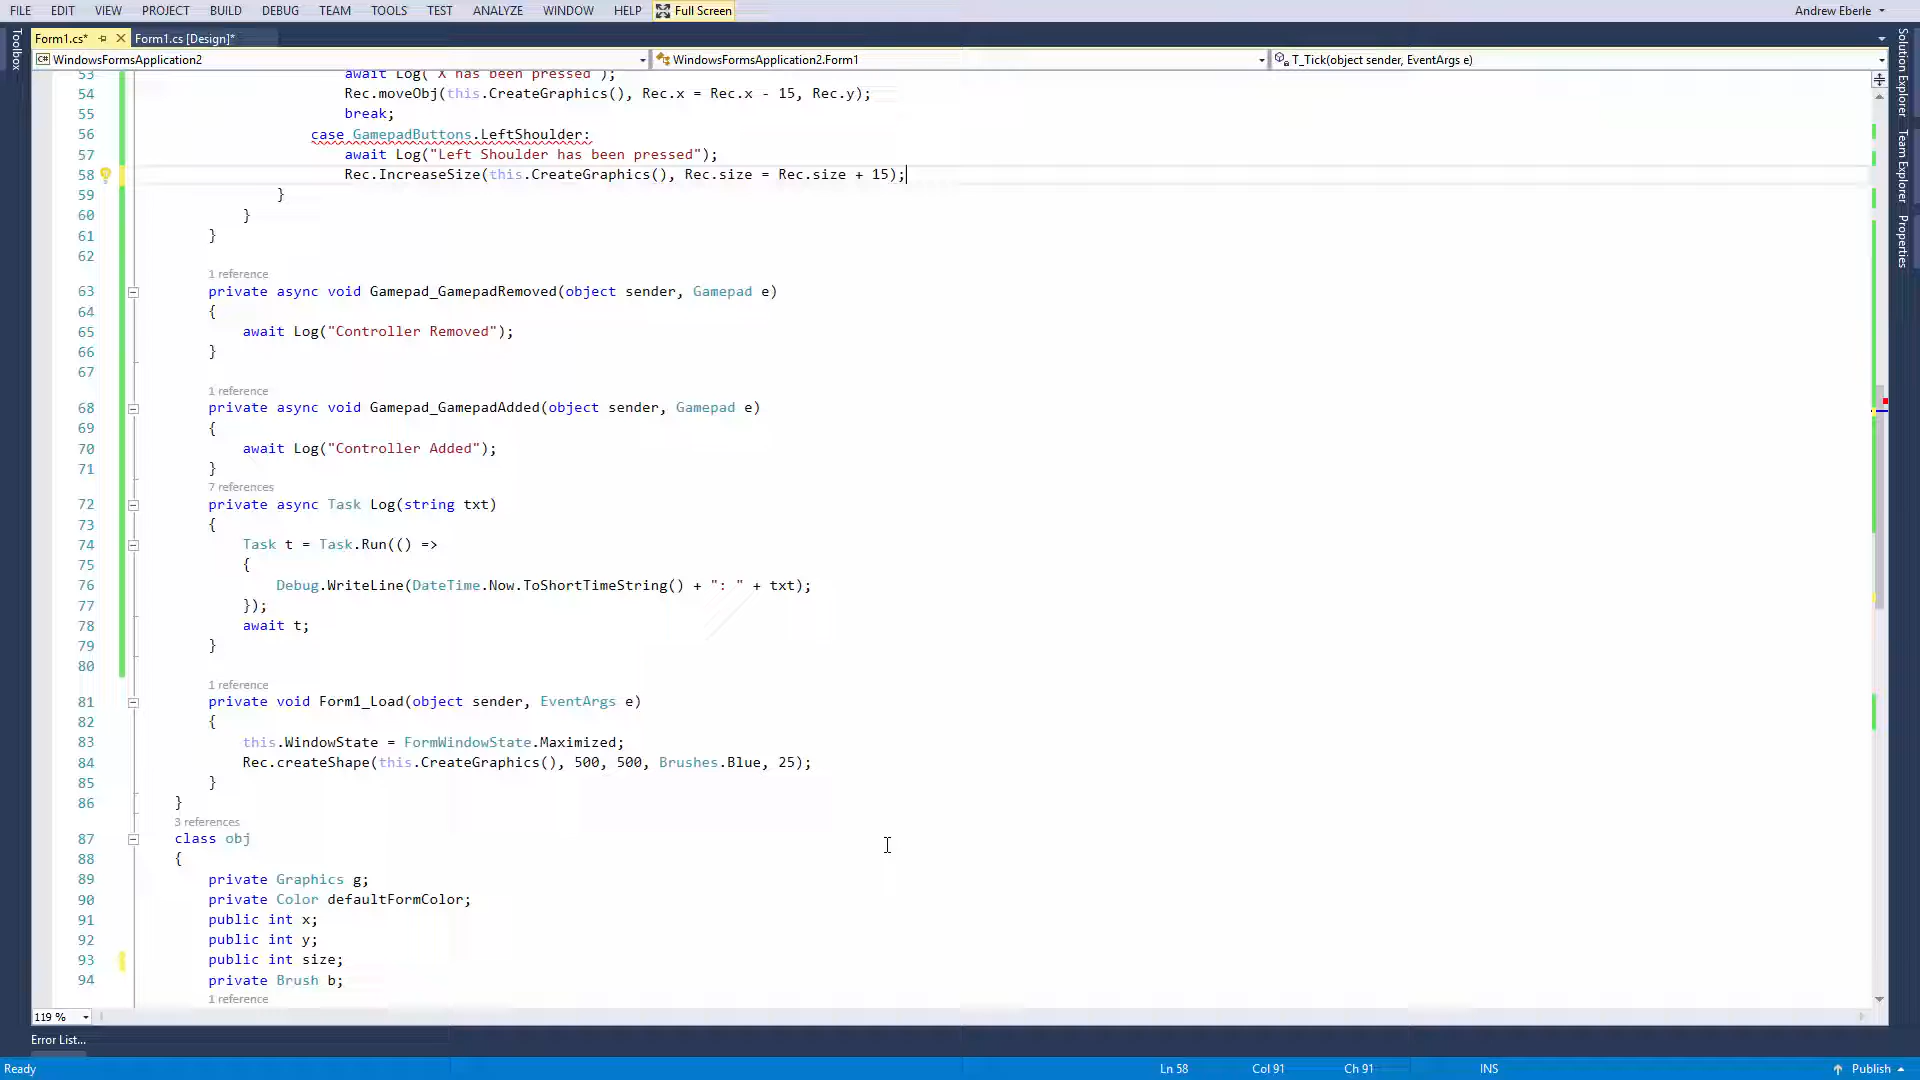 FILE EDIT VIEW PROJECT BUILD DEBUG TEAM TOOLS TEST ANALYZE WINDOW HELP Full Screen Andrew Eberle
Form1.cs* Form1.cs [Design]*
WindowsFormsApplication2 WindowsFormsApplication2.Form1 T_Tick(object sender, EventArgs e)
53 await Log("X has been pressed");
54 Rec.moveObj(this.CreateGraphics(), Rec.x = Rec.x - 15, Rec.y);
55 break;
56 case GamepadButtons.LeftShoulder:
57 await Log("Left Shoulder has been pressed");
58 Rec.IncreaseSize(this.CreateGraphics(), Rec.size = Rec.size + 15);
59 }
60 }
61 }
62
1 reference
63 private async void Gamepad_GamepadRemoved(object sender, Gamepad e)
64 {
65 await Log("Controller Removed");
66 }
67
1 reference
68 private async void Gamepad_GamepadAdded(object sender, Gamepad e)
69 {
70 await Log("Controller Added");
71 }
7 references
72 private async Task Log(string txt)
73 {
74 Task t = Task.Run(() =>
75 {
76 Debug.WriteLine(DateTime.Now.ToShortTimeString() + ": " + txt);
77 });
78 await t;
79 }
80
1 reference
81 private void Form1_Load(object sender, EventArgs e)
82 {
83 this.WindowState = FormWindowState.Maximized;
84 Rec.createShape(this.CreateGraphics(), 500, 500, Brushes.Blue, 25);
85 }
86 }
3 references
87 class obj
88 {
89 private Graphics g;
90 private Color defaultFormColor;
91 public int x;
92 public int y;
93 public int size;
94 private Brush b;
1 reference
119 %
Error List...
Ready Ln 58 Col 91 Ch 91 INS Publish
Toolbox
Solution Explorer
Team Explorer
Properties